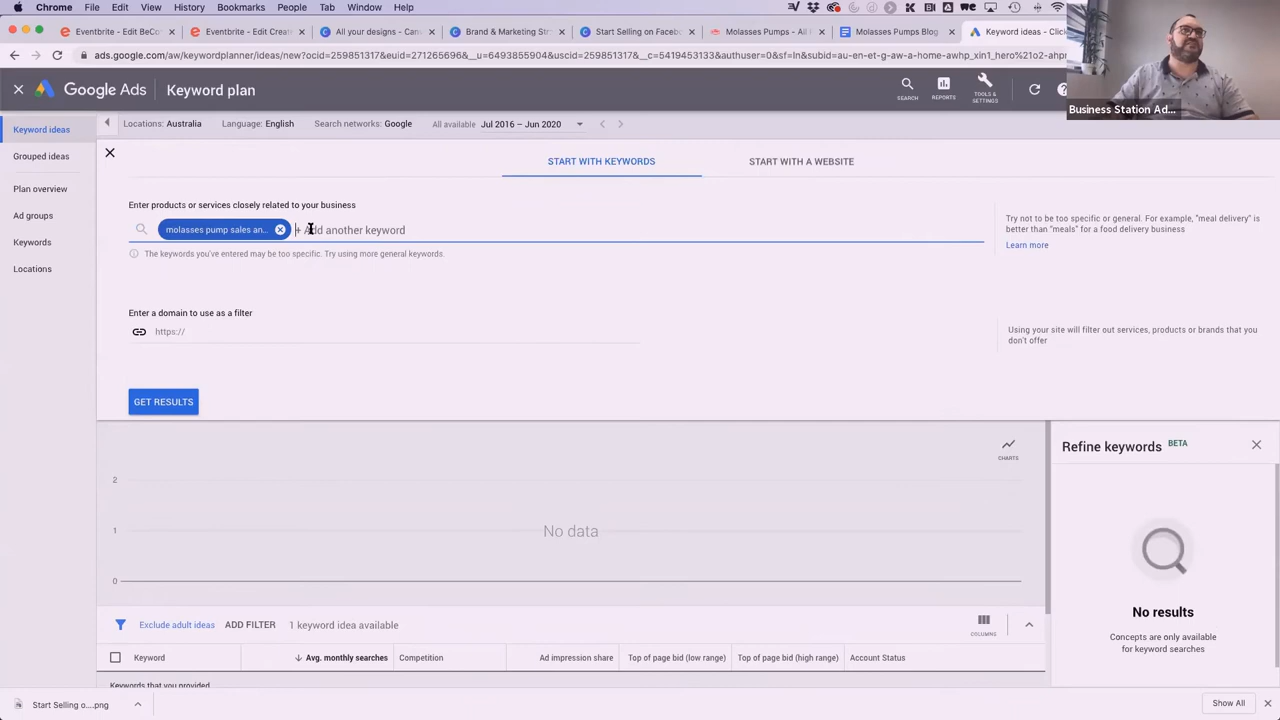 Chrome File Edit View History Bookmarks People Tab Window Help
Eventbrite - Edit BeCo
Eventbrite - Edit Creat
All your designs - Can
Brand & Marketing Str
Start Selling on Facebo
Molasses Pumps - All
Molasses Pumps Blog
Keyword ideas - Clic
ads.google.com/aw/keywordplanner/ideas/new?ocid=259851291&euid=271265696&__u=6493855904&uscid=259851291&__c=5419453133&subid=au-en-et-g-aw-a-home-awhp_xin1_hero%21o2-ahp
Business Station Ad...
Google Ads
Keyword plan
SEARCH
REPORTS
TOOLS &
SETTINGS
Keyword ideas
Locations: Australia
Language: English
Search networks: Google
All available
Jul 2016 – Jun 2020
Grouped ideas
Plan overview
Ad groups
Keywords
Locations
START WITH KEYWORDS
START WITH A WEBSITE
Enter products or services closely related to your business
molasses pump sales an...
+ Add another keyword
The keywords you've entered may be too specific. Try using more general keywords.
Try not to be too specific or general. For example, "meal delivery" is
better than "meals" for a food delivery business
Learn more
Enter a domain to use as a filter
https://
Using your site will filter out services, products or brands that you
don't offer
GET RESULTS
CHARTS
2
1
0
No data
Refine keywords BETA
No results
Concepts are only available
for keyword searches
Exclude adult ideas
ADD FILTER
1 keyword idea available
COLUMNS
Keyword
Avg. monthly searches
Competition
Ad impression share
Top of page bid (low range)
Top of page bid (high range)
Account Status
Keywords that you provided
Start Selling o....png
Show All